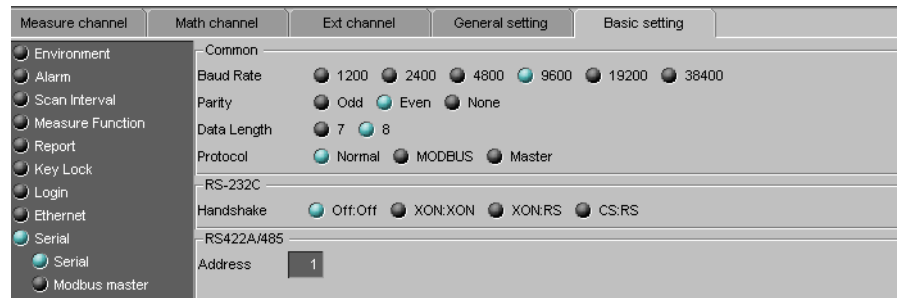 Measure channel Math channel Ext channel General setting Basic setting
Environment
Alarm
Scan Interval
Measure Function
Report
Key Lock
Login
Ethernet
Serial
Serial
Modbus master
Common
Baud Rate 1200 2400 4800 9600 19200 38400
Parity Odd Even None
Data Length 7 8
Protocol Normal MODBUS Master
RS-232C
Handshake Off:Off XON:XON XON:RS CS:RS
RS422A/485
Address 1